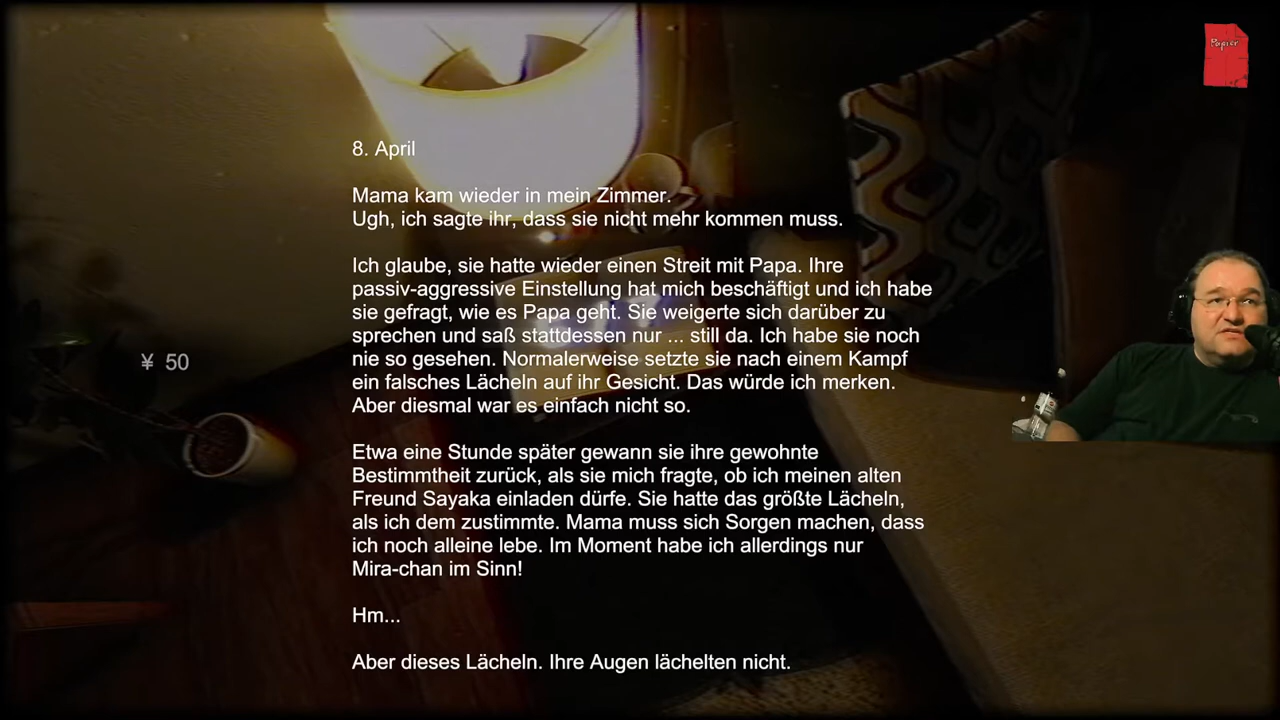 Papier
8. April
Mama kam wieder in mein Zimmer.
Ugh, ich sagte ihr, dass sie nicht mehr kommen muss.
Ich glaube, sie hatte wieder einen Streit mit Papa. Ihre
passiv-aggressive Einstellung hat mich beschäftigt und ich habe
sie gefragt, wie es Papa geht. Sie weigerte sich darüber zu
sprechen und saß stattdessen nur ... still da. Ich habe sie noch
nie so gesehen. Normalerweise setzte sie nach einem Kampf
ein falsches Lächeln auf ihr Gesicht. Das würde ich merken.
Aber diesmal war es einfach nicht so.
¥ 50
Etwa eine Stunde später gewann sie ihre gewohnte
Bestimmtheit zurück, als sie mich fragte, ob ich meinen alten
Freund Sayaka einladen dürfe. Sie hatte das größte Lächeln,
als ich dem zustimmte. Mama muss sich Sorgen machen, dass
ich noch alleine lebe. Im Moment habe ich allerdings nur
Mira-chan im Sinn!
Hm...
Aber dieses Lächeln. Ihre Augen lächelten nicht.